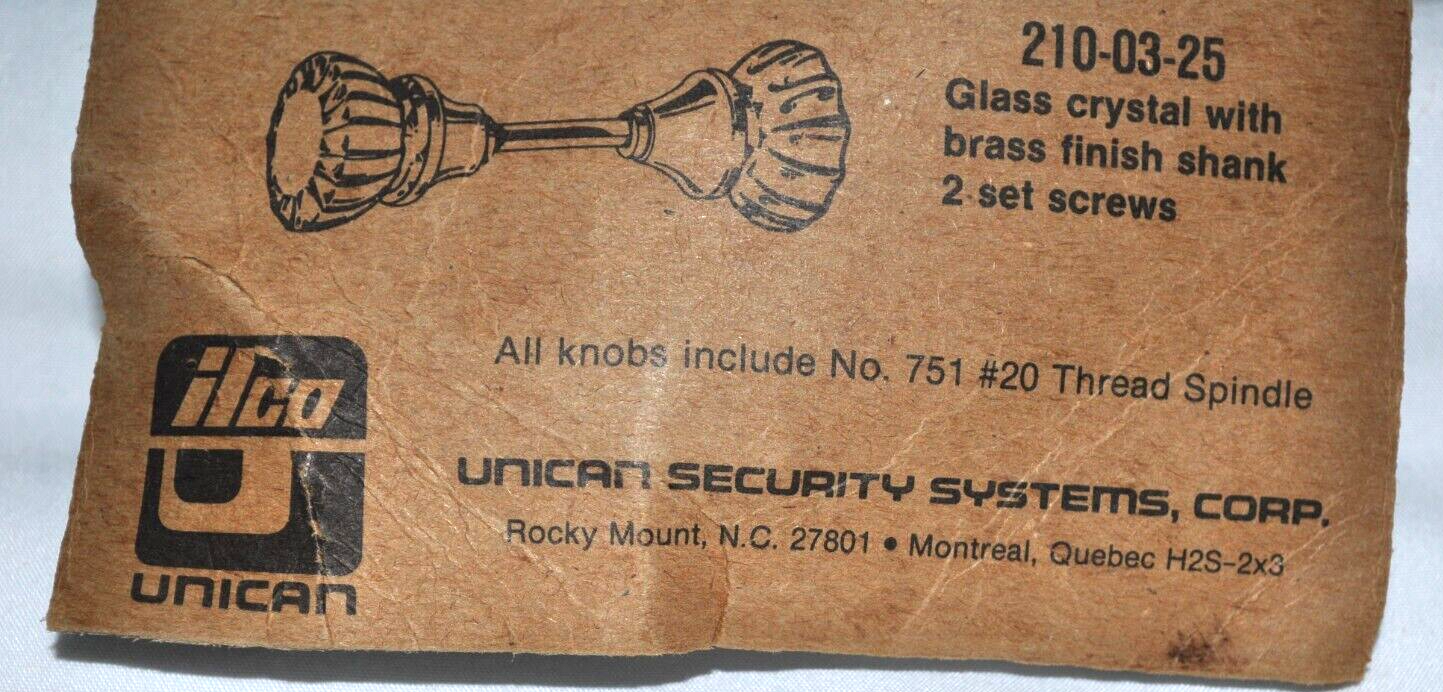 210-03-25
Glass crystal with
brass finish shank
2 set screws
All knobs include No. 751 #20 Thread Spindle
ilco
UNICAN
UNICAN SECURITY SYSTEMS, CORP.
Rocky Mount, N.C. 27801 • Montreal, Quebec H2S-2x3